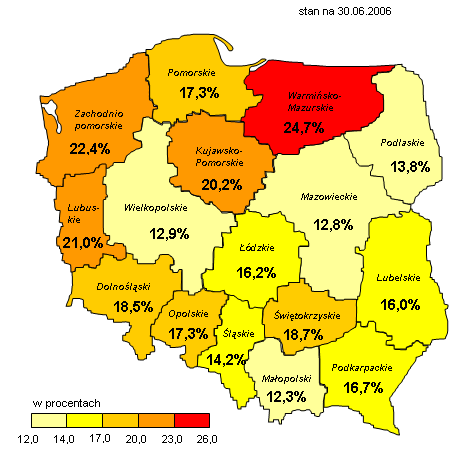 stan na 30.06.2006
Pomorskie
17,3%
Warmińsko-
Mazurskie
24,7%
Zachodnio
pomorskie
22,4%
Podlaskie
13,8%
Kujawsko-
Pomorskie
20,2%
Mazowieckie
12,8%
Lubus-
kie
21,0%
Wielkopolskie
12,9%
Łódzkie
16,2%
Lubelskie
16,0%
Dolnośląski
18,5%
Opolskie
17,3%
Śląskie
14,2%
Świętokrzyskie
18,7%
Małopolski
12,3%
Podkarpackie
16,7%
w procentach
12,0 14,0 17,0 20,0 23,0 26,0